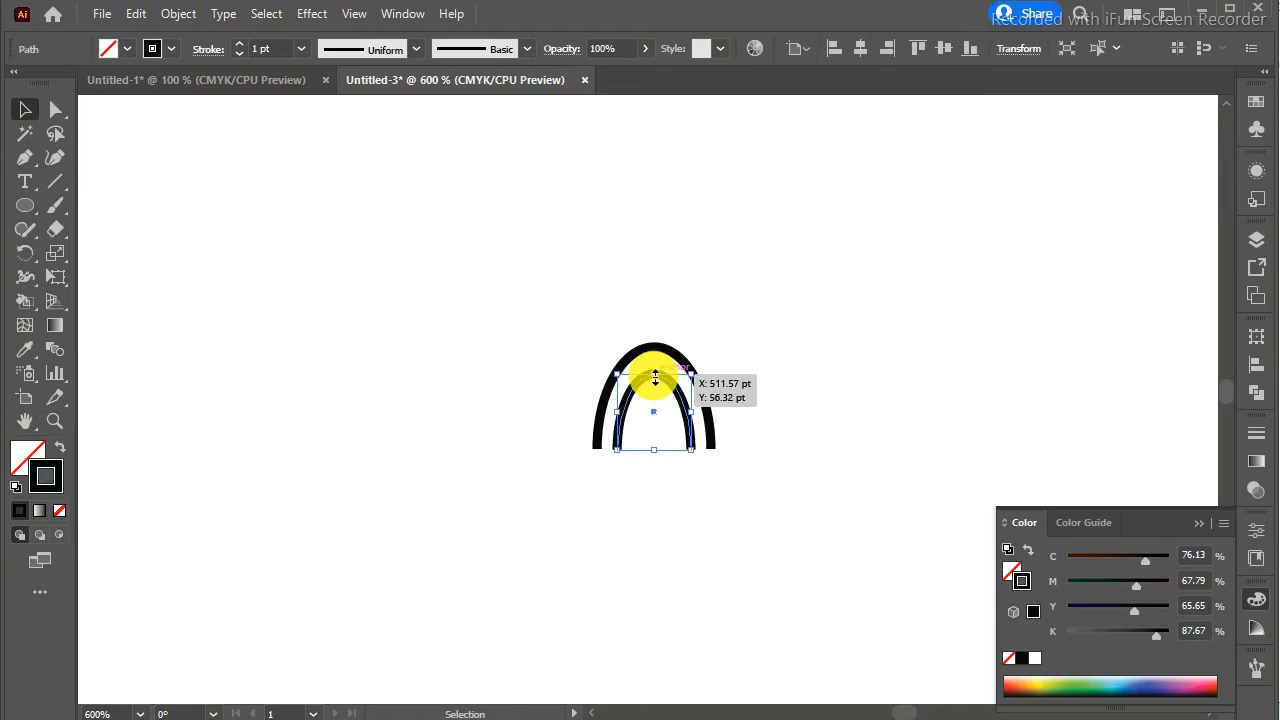 Ai File Edit Object Type Select Effect View Window Help Share
Recorded with iFun Screen Recorder
Path Stroke: 1 pt Uniform Basic Opacity: 100% Style: Transform
Untitled-1* @ 100 % (CMYK/CPU Preview) Untitled-3* @ 600 % (CMYK/CPU Preview)
X: 511.57 pt
Y: 56.32 pt
Color Color Guide
C 76.13 %
M 67.79 %
Y 65.65 %
K 87.67 %
600% 0° 1 Selection